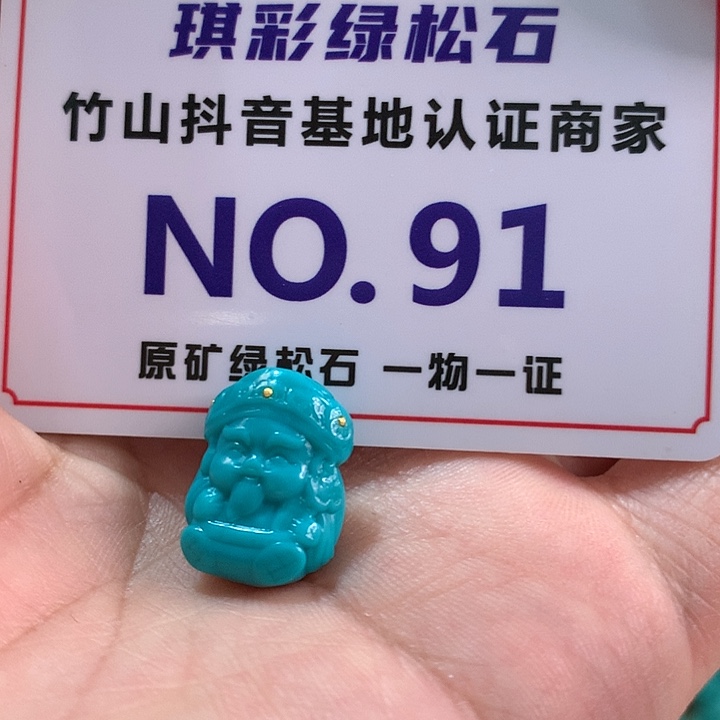 琪彩绿松石
竹山抖音基地认证商家
NO.91
原矿绿松石 一物一证